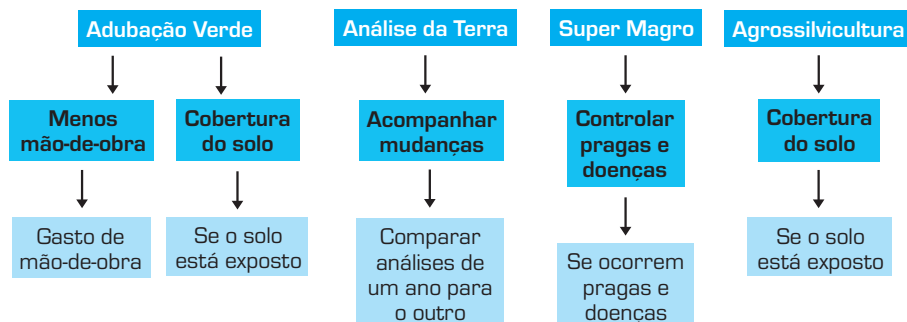 Adubação Verde
Análise da Terra
Super Magro
Agrossilvicultura
Menos
mão-de-obra
Cobertura
do solo
Acompanhar
mudanças
Controlar
pragas e
doenças
Cobertura
do solo
Gasto de
mão-de-obra
Se o solo
está exposto
Comparar
análises de
um ano para
o outro
Se ocorrem
pragas e
doenças
Se o solo
está exposto